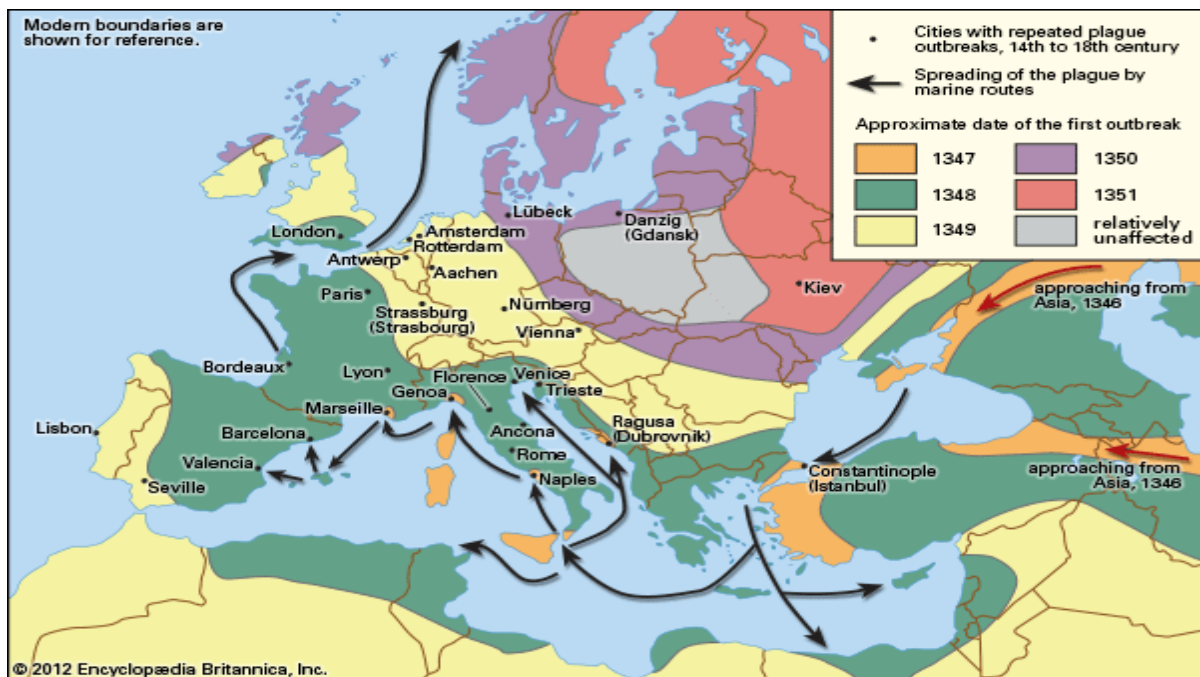 Modern boundaries are
shown for reference.
Cities with repeated plague
outbreaks, 14th to 18th century
Spreading of the plague by
marine routes
Approximate date of the first outbreak
1347
1350
1348
1351
1349
relatively
unaffected
Lübeck
Danzig
(Gdansk)
London
Amsterdam
Rotterdam
Antwerp
Aachen
Kiev
approaching from
Asia, 1346
Paris
Strassburg
(Strasbourg)
Nürnberg
Vienna
Bordeaux
Lyon
Florence
Venice
Genoa
Trieste
Marseille
Lisbon
Barcelona
Ancona
Ragusa
(Dubrovnik)
Rome
Valencia
Seville
Naples
Constantinople
(Istanbul)
approaching from
Asia, 1346
© 2012 Encyclopædia Britannica, Inc.